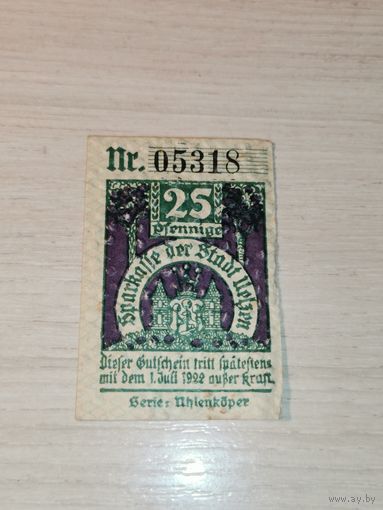 Nr. 05318
25
Pfennige
Sparkasse der Stadt Uelzen
Dieser Gutschein tritt spätestens
mit dem 1. Juli 1922 außer Kraft.
Serie: Uhlenköper
www.ay.by